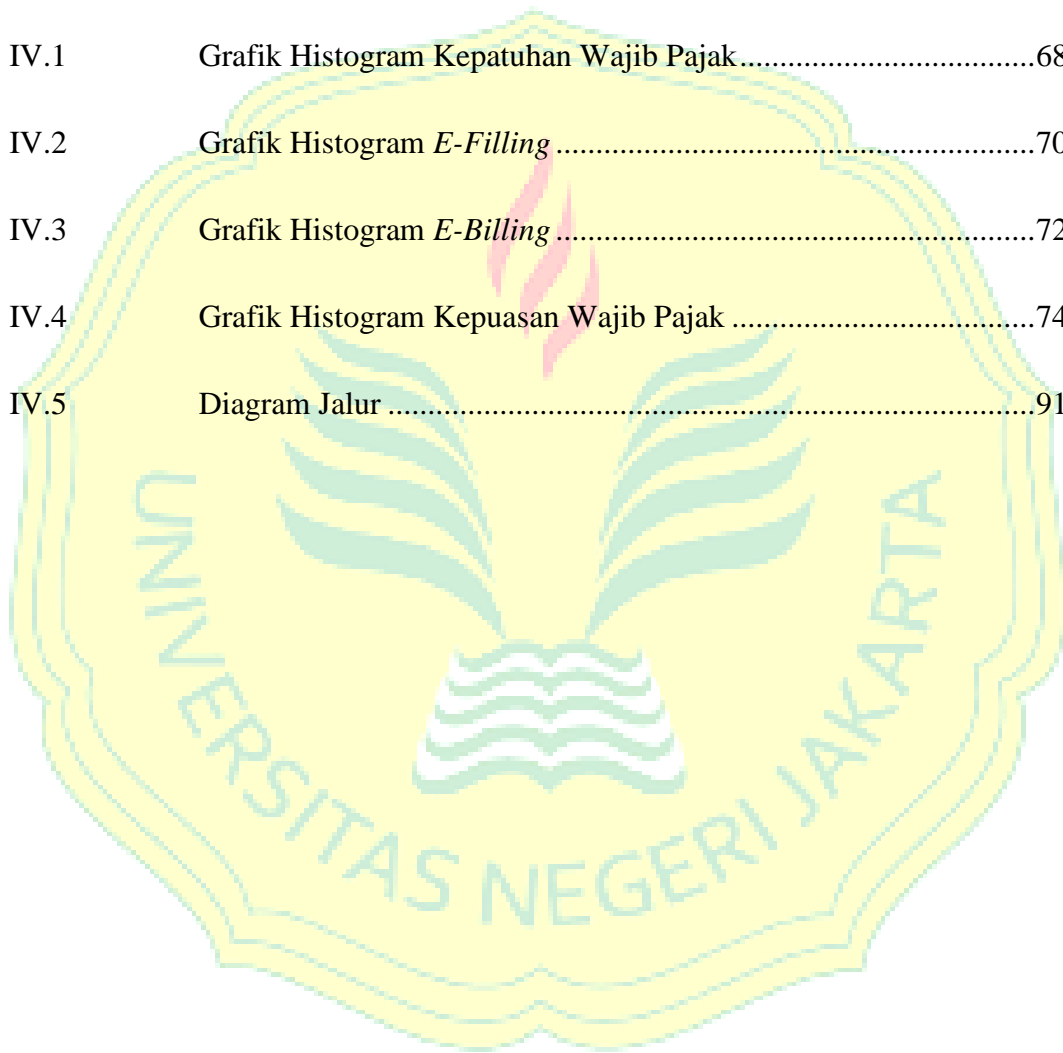 IV.1 Grafik Histogram Kepatuhan Wajib Pajak....................................68
IV.2 Grafik Histogram E-Filling............................................................70
IV.3 Grafik Histogram E-Billing............................................................72
IV.4 Grafik Histogram Kepuasan Wajib Pajak ......................................74
IV.5 Diagram Jalur .................................................................................91
UNIVERSITAS NEGERI JAKARTA